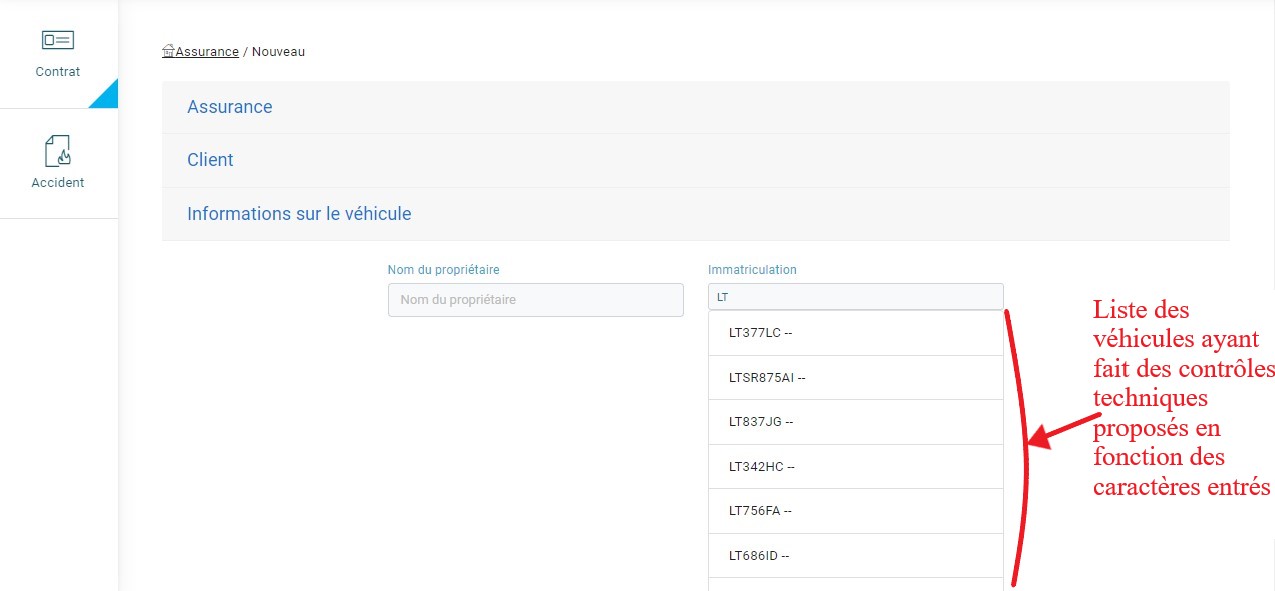 Contrat
Accident
Assurance / Nouveau
Assurance
Client
Informations sur le véhicule
Nom du propriétaire
Nom du propriétaire
Immatriculation
LT
LT377LC --
LTSR875AI --
LT837JG --
LT342HC --
LT756FA --
LT686ID --
Liste des
véhicules ayant
fait des contrôles
techniques
proposés en
fonction des
caractères entrés